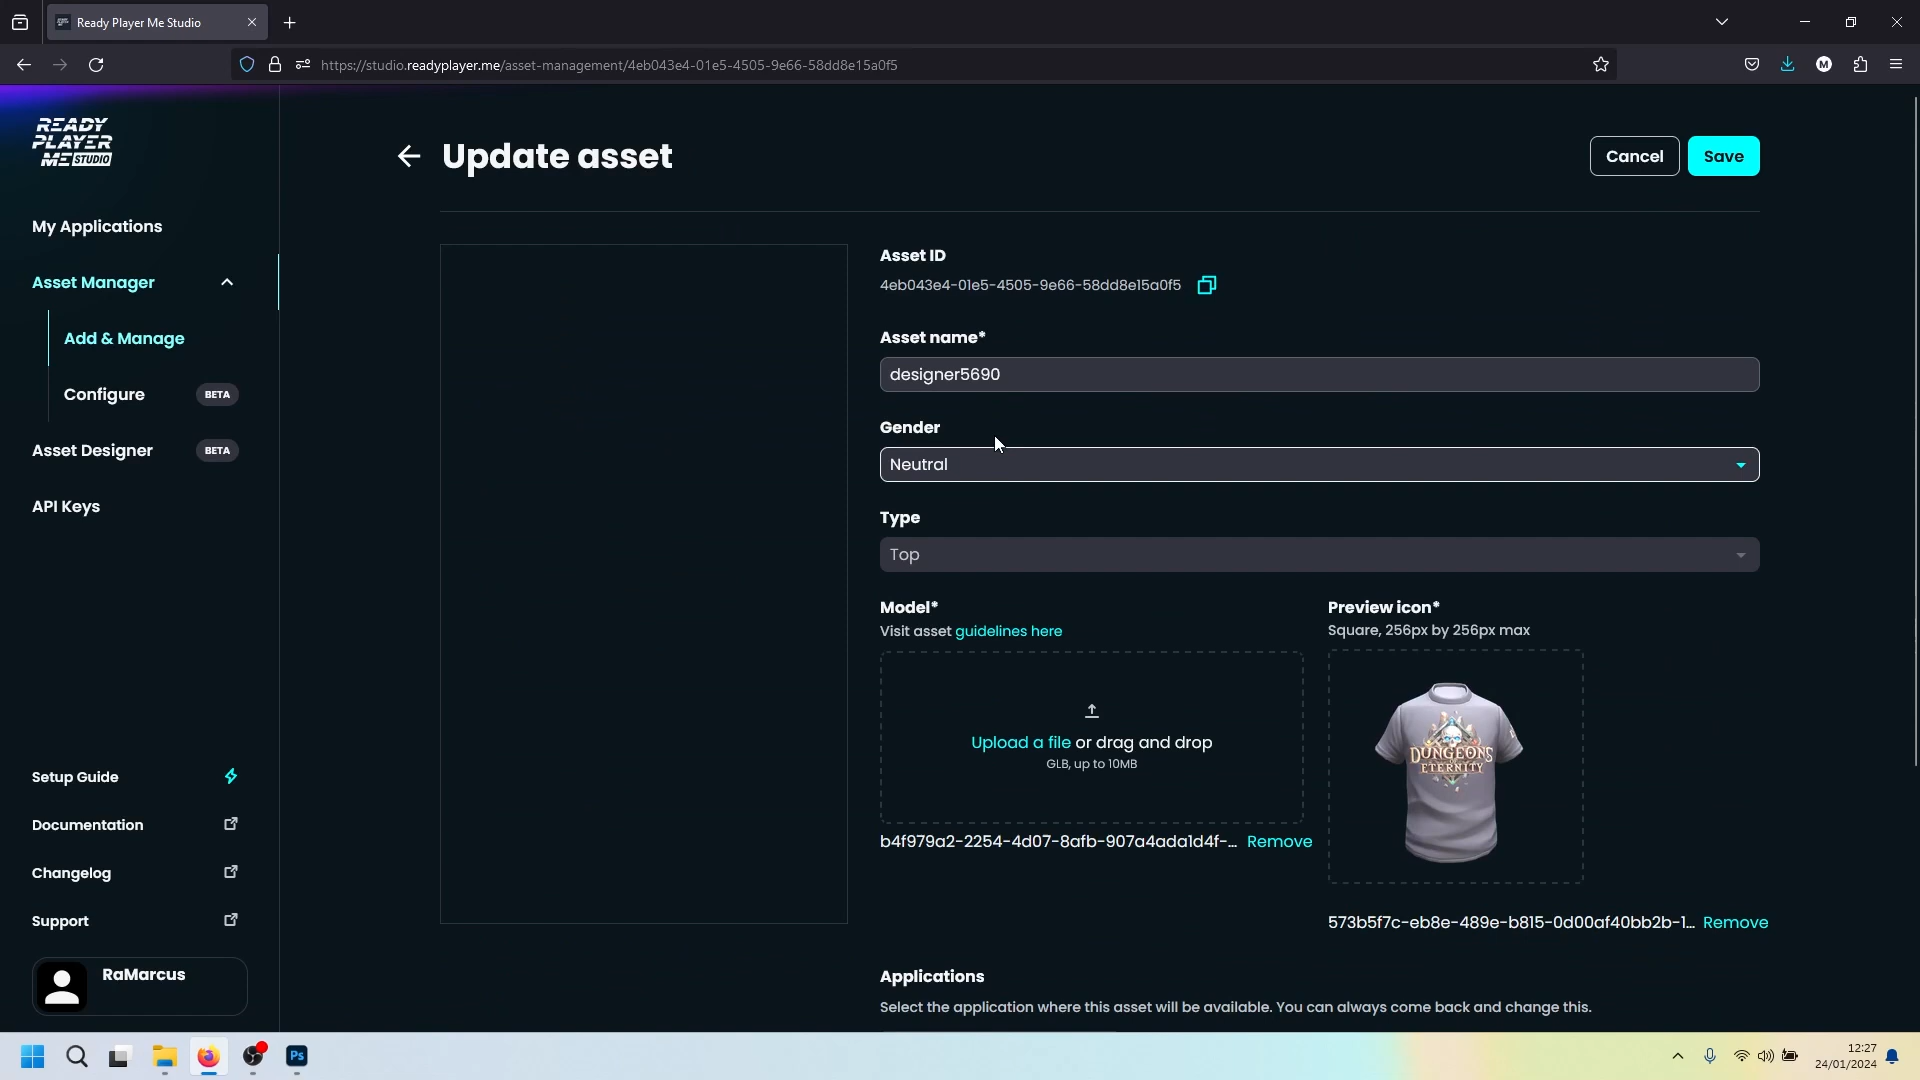 Ready Player Me Studio
https://studio.readyplayer.me/asset-management/4eb043e4-01e5-4505-9e66-58dd8e15a0f5
M
READY
PLAYER
ME STUDIO
My Applications
Asset Manager
Add & Manage
Configure BETA
Asset Designer BETA
API Keys
Setup Guide
Documentation
Changelog
Support
RaMarcus
Update asset
Cancel
Save
Asset ID
4eb043e4-01e5-4505-9e66-58dd8e15a0f5
Asset name*
designer5690
Gender
Neutral
Type
Top
Model*
Visit asset guidelines here
Upload a file or drag and drop
GLB, up to 10MB
b4f979a2-2254-4d07-8afb-907a4ada1d4f-... Remove
Preview icon*
Square, 256px by 256px max
DUNGEONS
OF
ETERNITY
573b5f7c-eb8e-489e-b815-0d00af40bb2b-1... Remove
Applications
Select the application where this asset will be available. You can always come back and change this.
Ps
12:27
24/01/2024